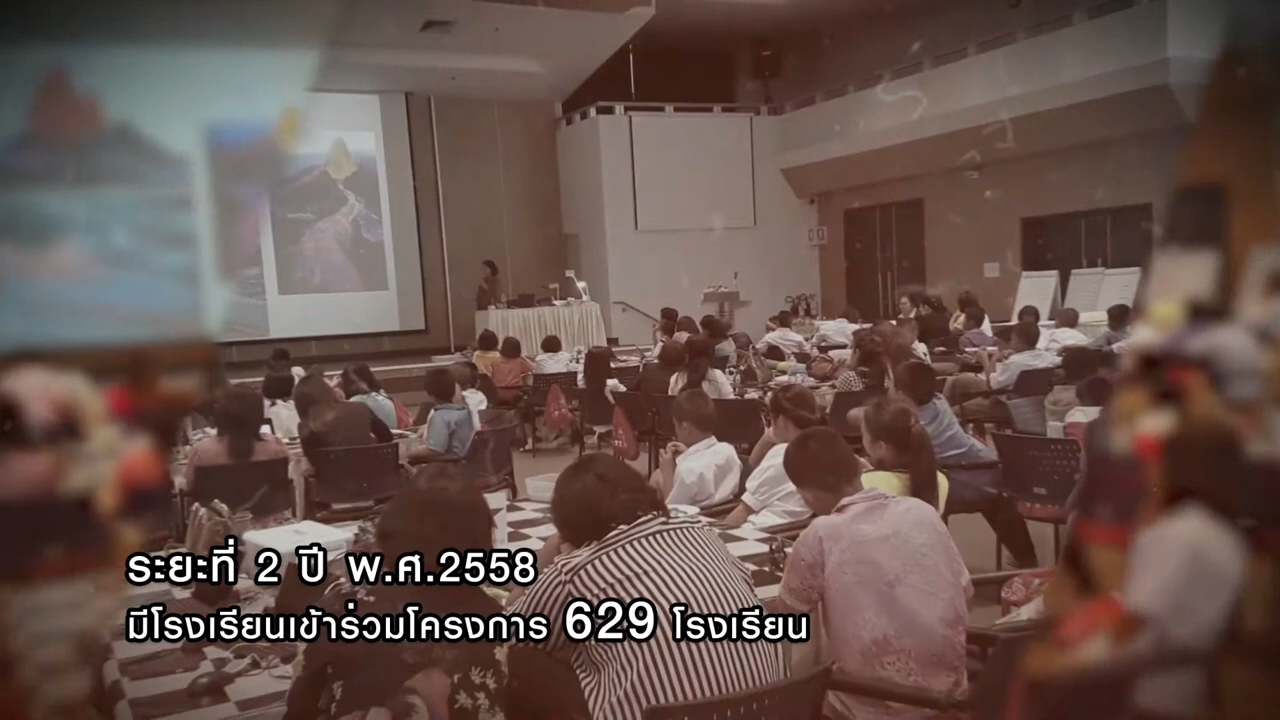 ระยะที่ 2 ปี พ.ศ.2558
มีโรงเรียนเข้าร่วมโครงการ 629 โรงเรียน